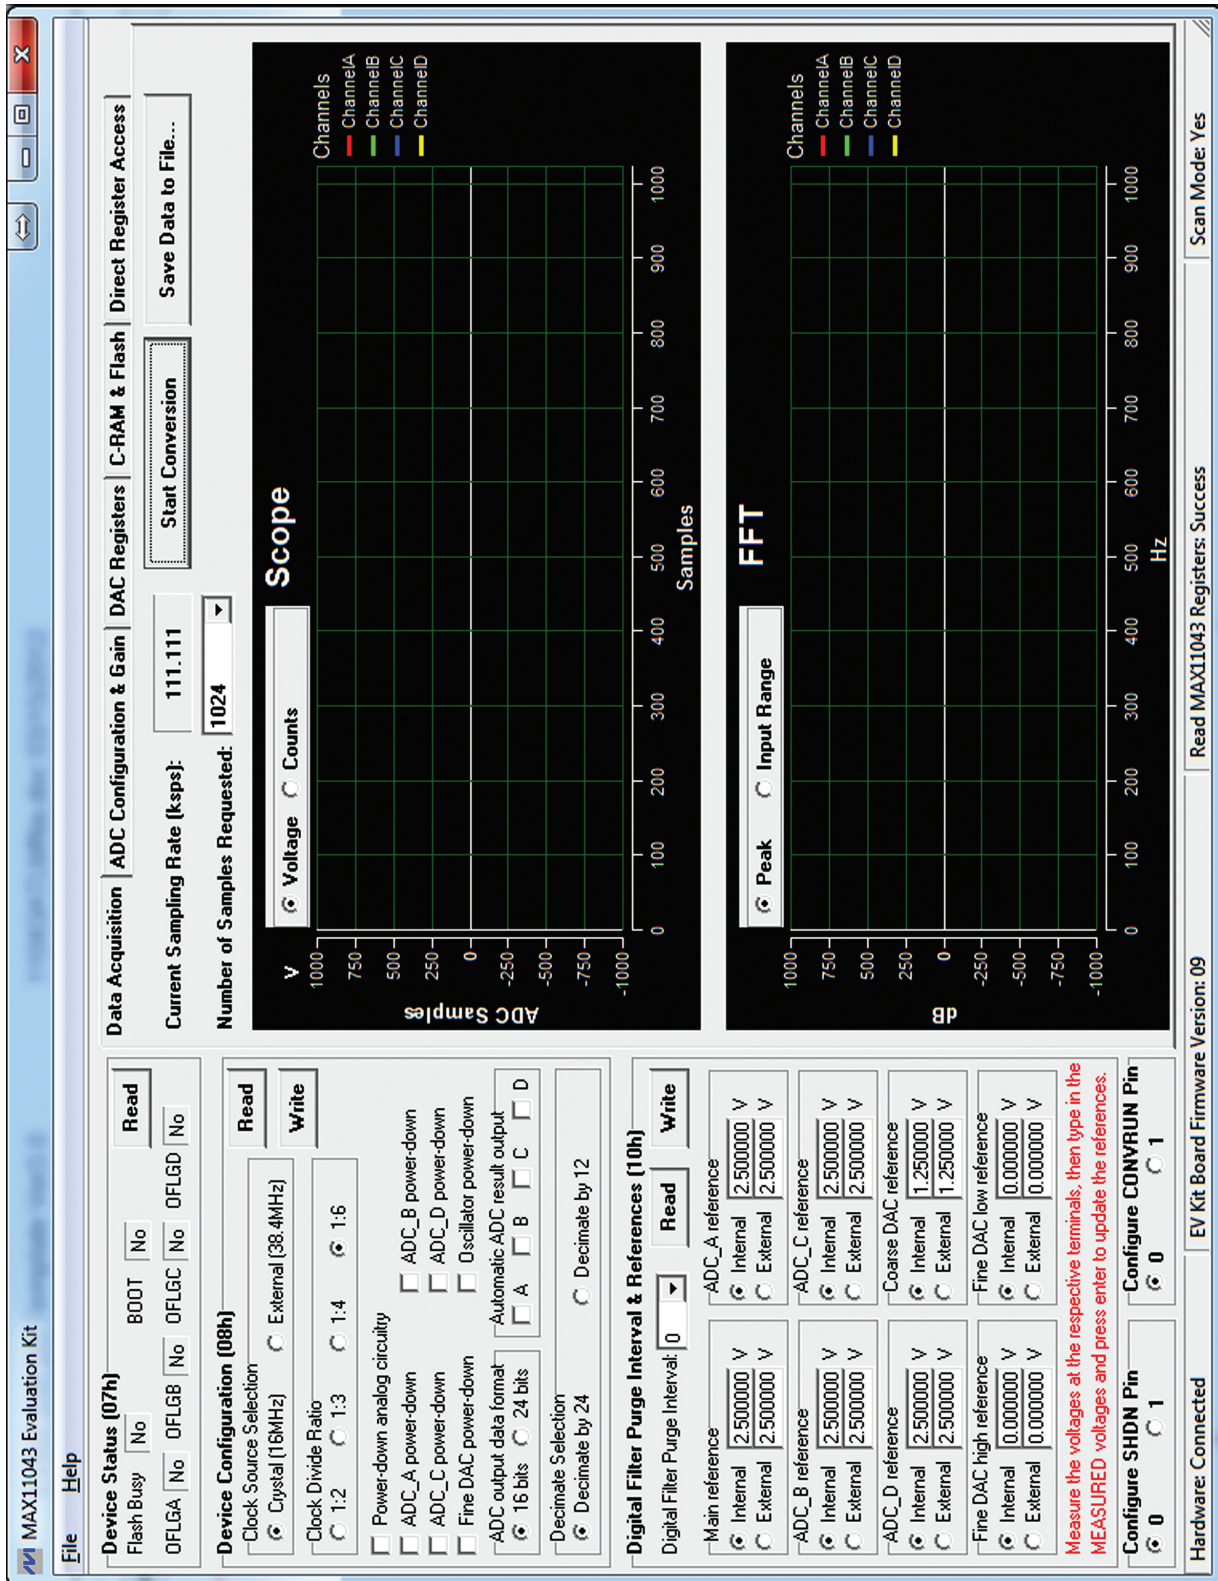 MAX11043 Evaluation Kit
File Help
Device Status (07h)
Flash Busy No BOOT No Read
OFLGA No OFLGB No OFLGC No OFLGD No
Device Configuration (08h)
Clock Source Selection
Crystal (16MHz) External (38.4MHz)
Read
Clock Divide Ratio
1:2 1:3 1:4 1:6
Write
Power-down analog circuitry
ADC_A power-down ADC_B power-down
ADC_C power-down ADC_D power-down
Fine DAC power-down Oscillator power-down
ADC output data format
16 bits 24 bits
Automatic ADC result output
A B C D
Decimate Selection
Decimate by 24 Decimate by 12
Digital Filter Purge Interval & References (10h)
Digital Filter Purge Interval: 0 Read Write
Main reference
Internal 2.500000 V
External 2.500000 V
ADC_A reference
Internal 2.500000 V
External 2.500000 V
ADC_B reference
Internal 2.500000 V
External 2.500000 V
ADC_C reference
Internal 2.500000 V
External 2.500000 V
ADC_D reference
Internal 2.500000 V
External 2.500000 V
Coarse DAC reference
Internal 1.250000 V
External 1.250000 V
Fine DAC high reference
Internal 0.000000 V
External 0.000000 V
Fine DAC low reference
Internal 0.000000 V
External 0.000000 V
Measure the voltages at the respective terminals, then type in the
MEASURED voltages and press enter to update the references.
Configure SHDN Pin
0 1
Configure CONVRUN Pin
0 1
Data Acquisition ADC Configuration & Gain DAC Registers C-RAM & Flash Direct Register Access
Current Sampling Rate (ksps): 111.111 Start Conversion Save Data to File...
Number of Samples Requested: 1024
Voltage Counts
Scope
V
ADC Samples
1000
750
500
250
0
-250
-500
-750
-1000
0 100 200 300 400 500 600 700 800 900 1000
Samples
Channels
ChannelA
ChannelB
ChannelC
ChannelD
Peak Input Range
FFT
dB
1000
750
500
250
0
-250
-500
-750
-1000
0 100 200 300 400 500 600 700 800 900 1000
Hz
Channels
ChannelA
ChannelB
ChannelC
ChannelD
Hardware: Connected EV Kit Board Firmware Version: 09 Read MAX11043 Registers: Success Scan Mode: Yes